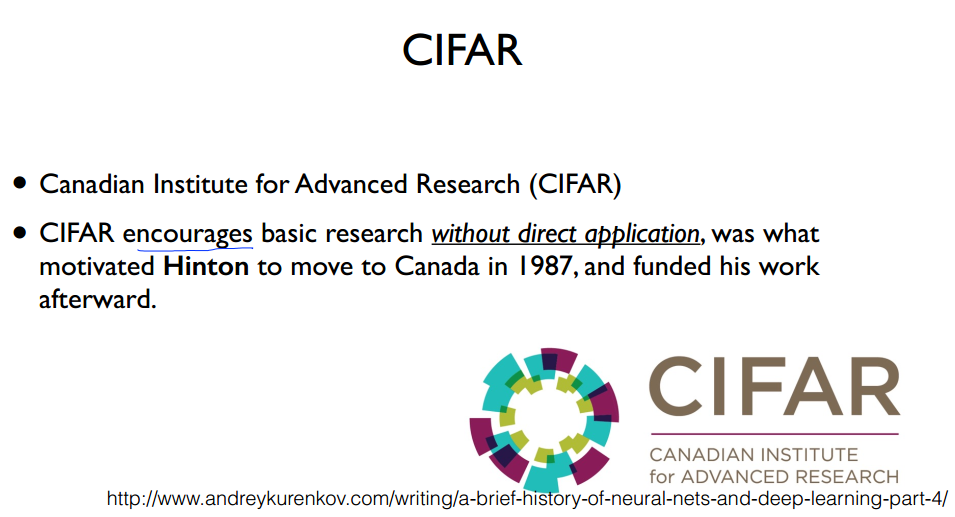 CIFAR
• Canadian Institute for Advanced Research (CIFAR)
• CIFAR encourages basic research without direct application, was what
motivated Hinton to move to Canada in 1987, and funded his work
afterward.
CIFAR
CANADIAN INSTITUTE
for ADVANCED RESEARCH
http://www.andreykurenkov.com/writing/a-brief-history-of-neural-nets-and-deep-learning-part-4/